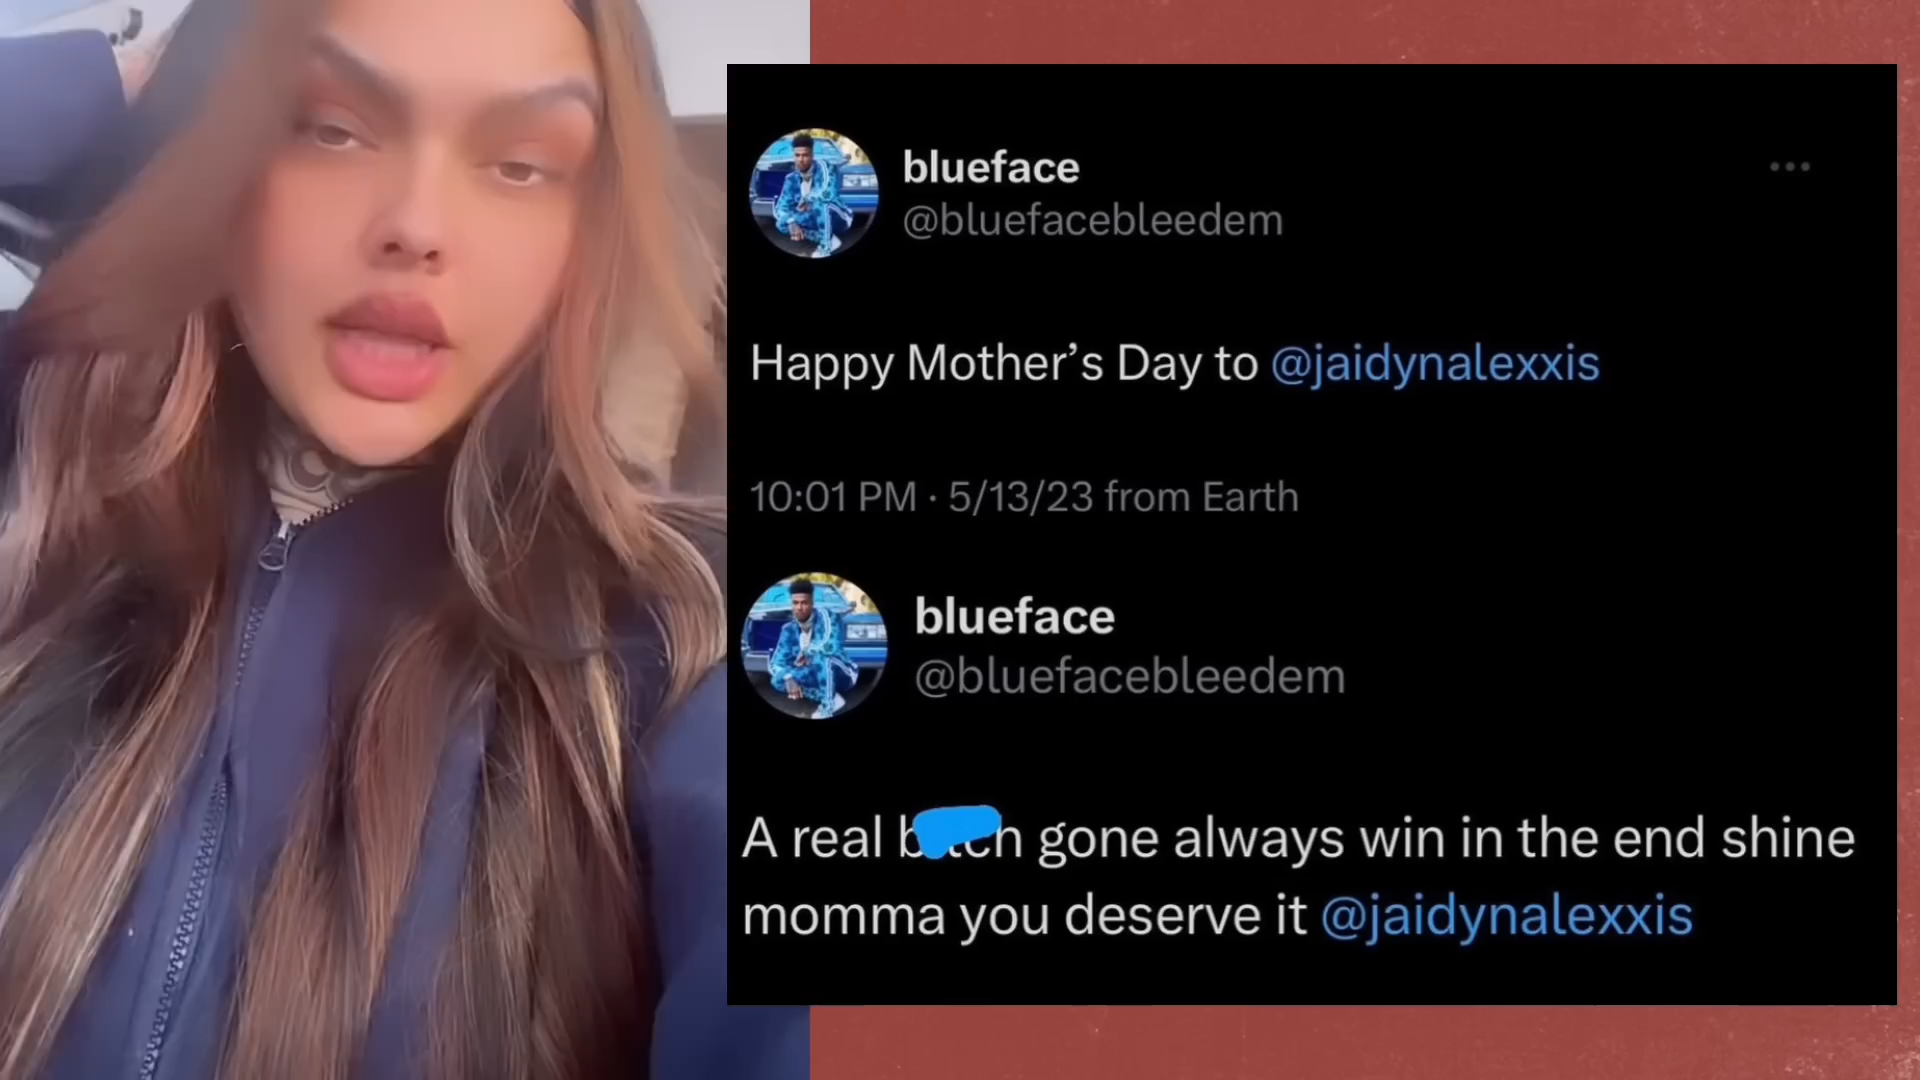 blueface
@bluefacebleedem
Happy Mother’s Day to @jaidynalexxis
10:01 PM · 5/13/23 from Earth
blueface
@bluefacebleedem
A real b tch gone always win in the end shine
momma you deserve it @jaidynalexxis